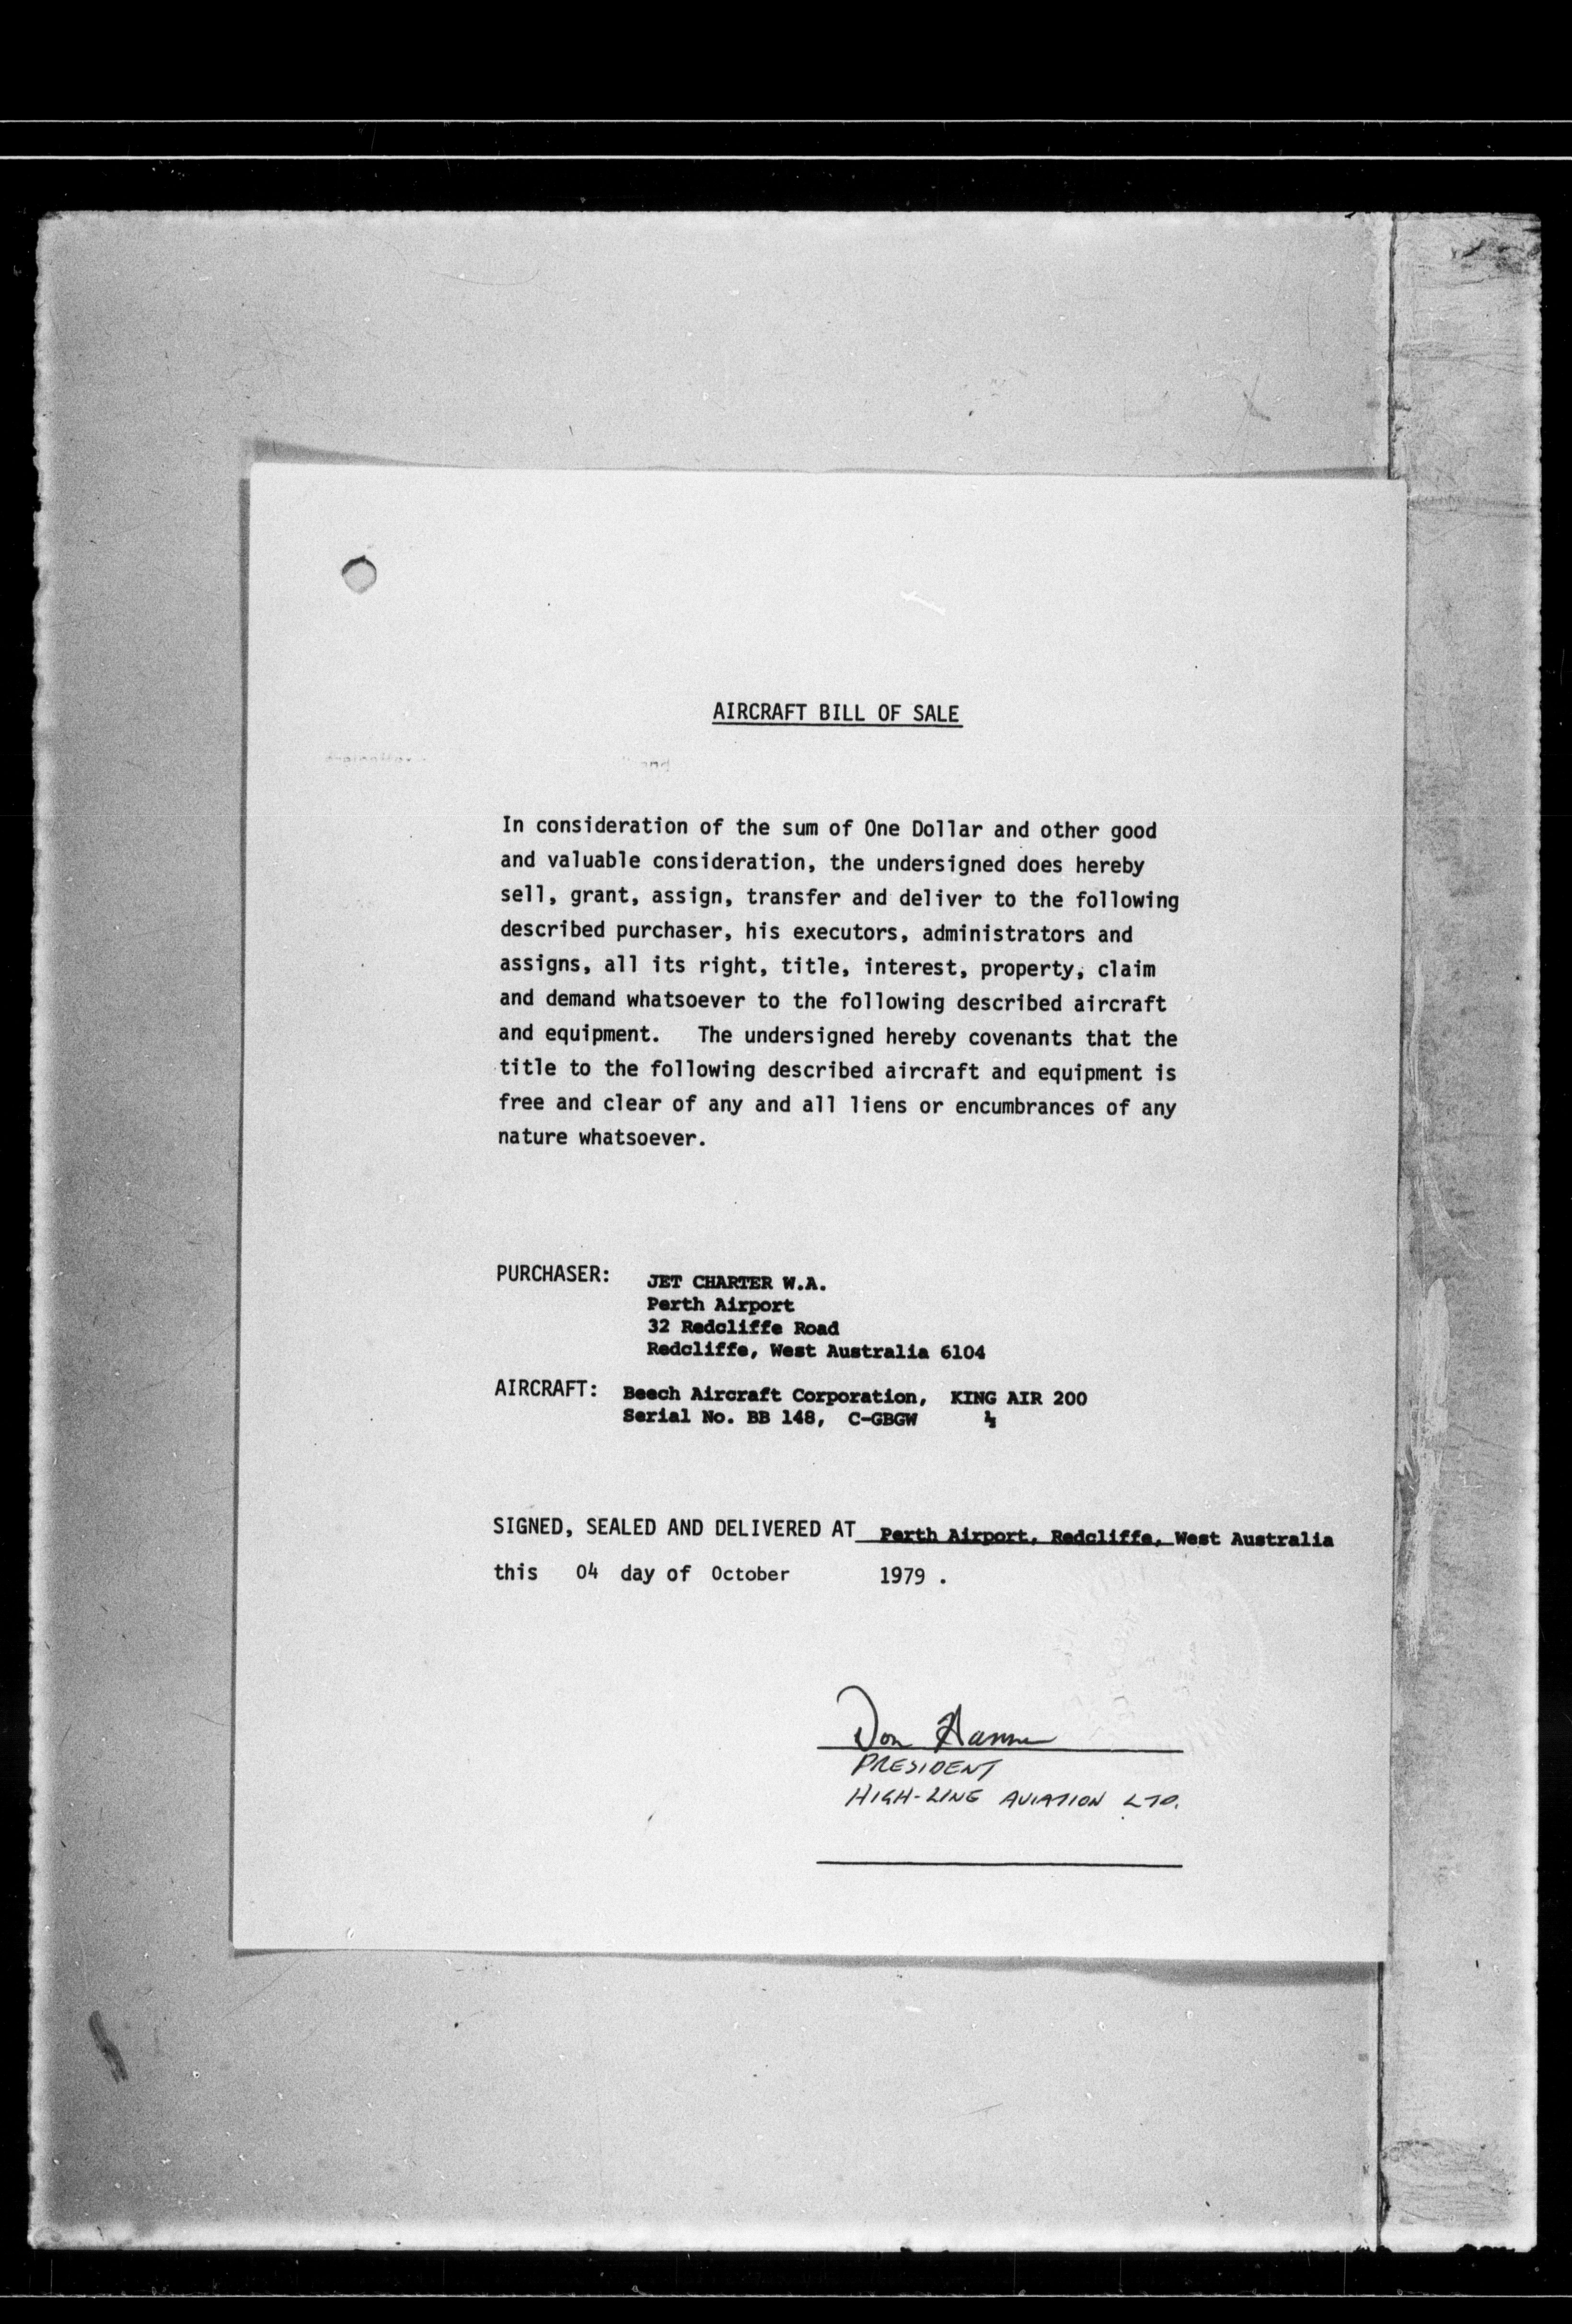 AIRCRAFT BILL OF SALE
In consideration of the sum of One Dollar and other good
and valuable consideration, the undersigned does hereby
sell, grant, assign, transfer and deliver to the following
described purchaser, his executors, administrators and
assigns, all its right, title, interest, property, claim
and demand whatsoever to the following described aircraft
and equipment. The undersigned hereby covenants that the
title to the following described aircraft and equipment is
free and clear of any and all liens or encumbrances of any
nature whatsoever.
PURCHASER: JET CHARTER W.A.
Perth Airport
32 Redcliffe Road
Redcliffe, West Australia 6104
AIRCRAFT: Beech Aircraft Corporation, KING AIR 200
Serial No. BB 148, C-GBGW
SIGNED, SEALED AND DELIVERED AT Perth Airport, Redcliffe, West Australia
this 04 day of October 1979 .
Don
PRESIDENT
HIGH-LINE AVIATION LTD.